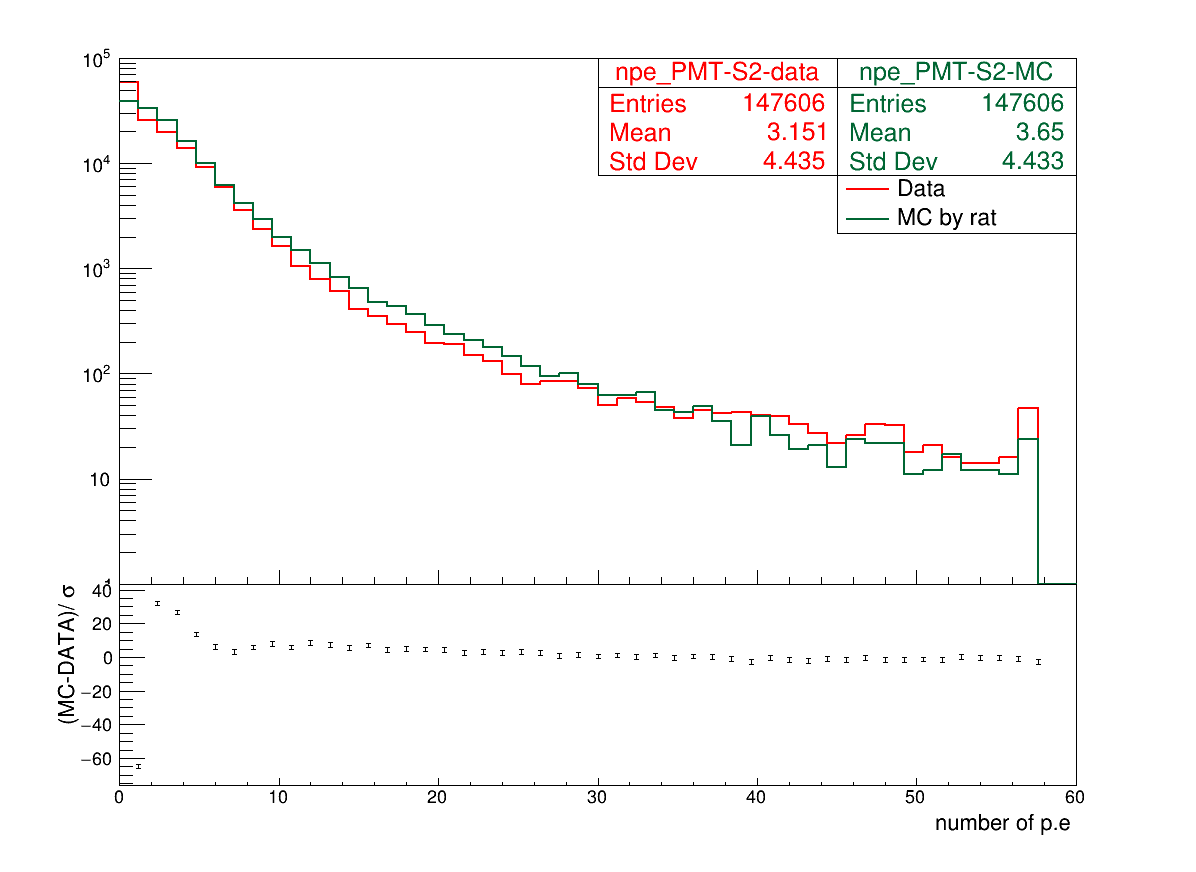 10^5
npe_PMT-S2-data
Entries 147606
Mean 3.151
Std Dev 4.435
npe_PMT-S2-MC
Entries 147606
Mean 3.65
Std Dev 4.433
Data
MC by rat
10^4
10^3
10^2
10
1
(MC-DATA)/ σ
40
20
0
−20
−40
−60
0 10 20 30 40 50 60
number of p.e